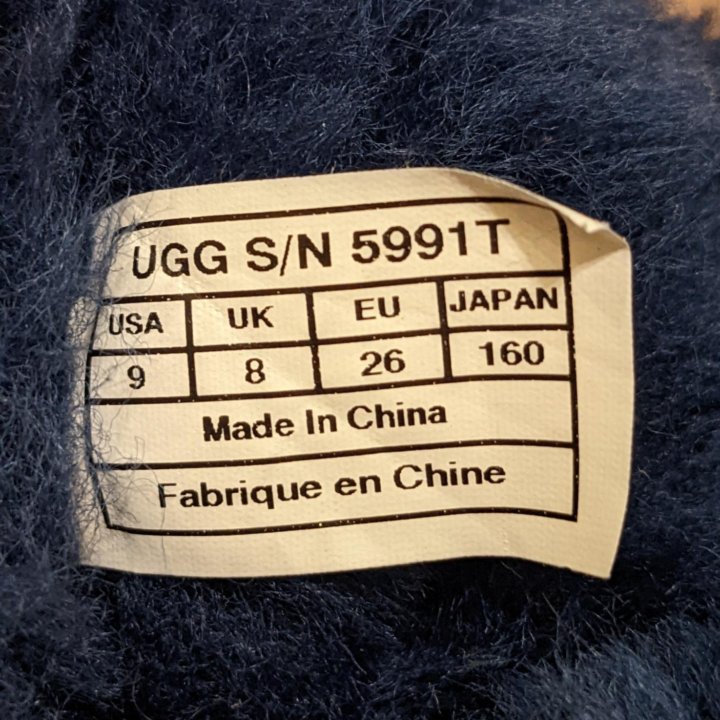 UGG S/N 5991T
USA UK EU JAPAN
9 8 26 160
Made In China
Fabrique en Chine